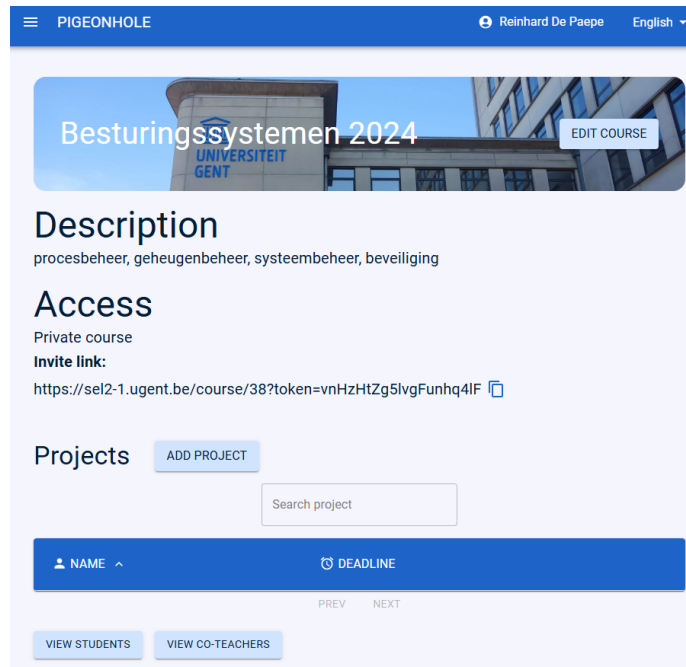 PIGEONHOLE
Reinhard De Paepe
English
Besturingssystemen 2024
EDIT COURSE
UNIVERSITEIT
GENT
Description
procesbeheer, geheugenbeheer, systeembeheer, beveiliging
Access
Private course
Invite link:
https://sel2-1.ugent.be/course/38?token=vnHzHtZg5lvgFunhq4lF
Projects
ADD PROJECT
Search project
NAME
DEADLINE
PREV
NEXT
VIEW STUDENTS
VIEW CO-TEACHERS